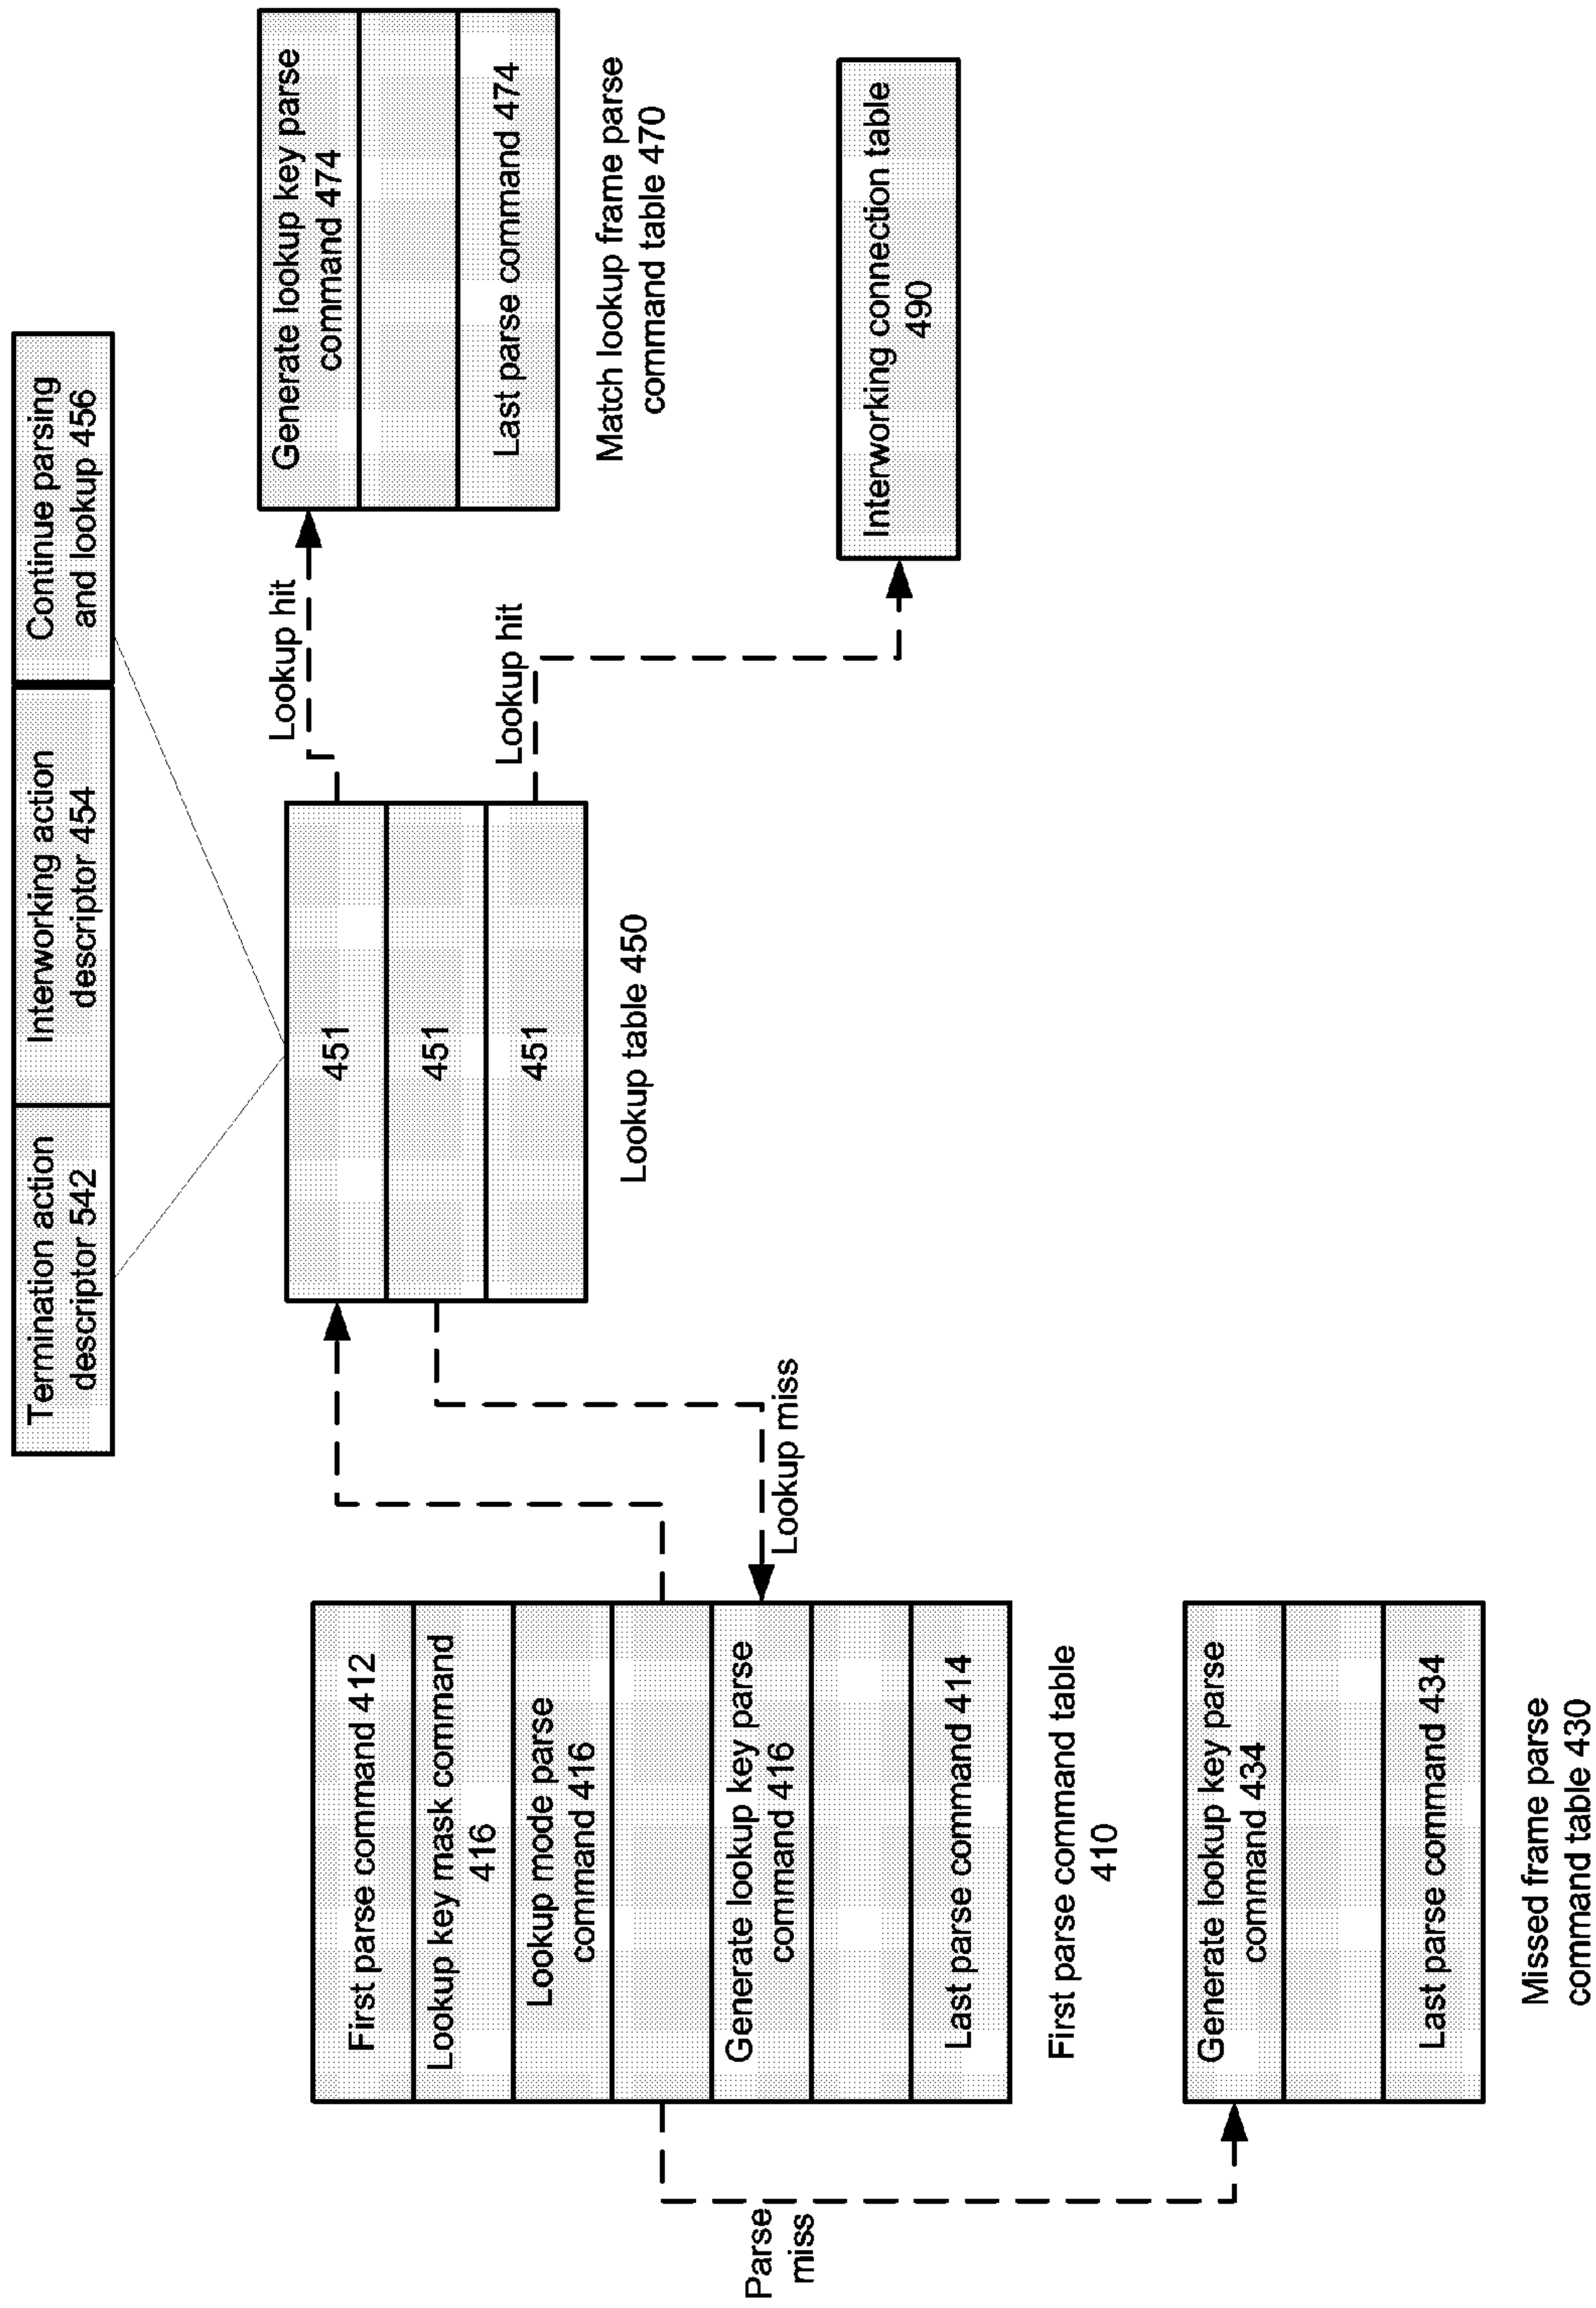 Termination action
descriptor 542
Interworking action
descriptor 454
Continue parsing
and lookup 456
First parse command 412
Lookup key mask command
416
Lookup mode parse
command 416
Generate lookup key parse
command 416
Last parse command 414
First parse command table
410
Parse
miss
Lookup miss
451
451
451
Lookup table 450
Lookup hit
Lookup hit
Generate lookup key parse
command 474
Last parse command 474
Match lookup frame parse
command table 470
Generate lookup key parse
command 434
Last parse command 434
Missed frame parse
command table 430
Interworking connection table
490